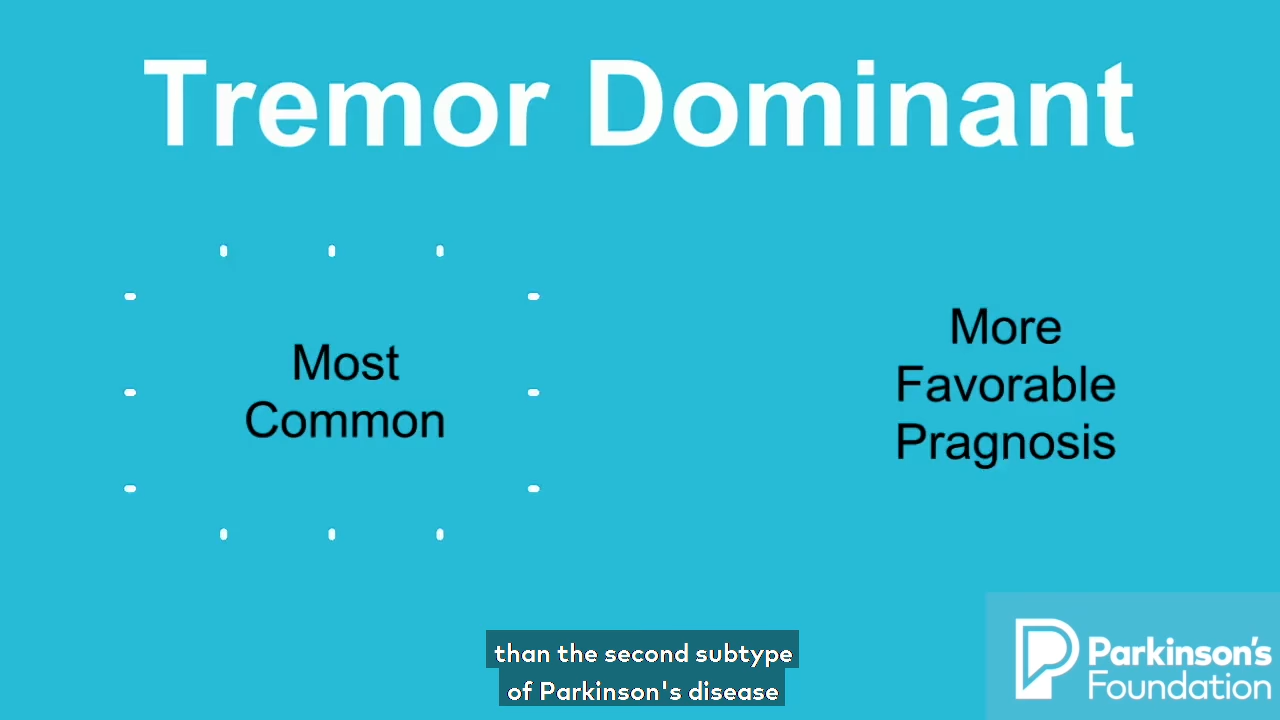 Tremor Dominant
Most
Common
More
Favorable
Pragnosis
than the second subtype
of Parkinson's disease
Parkinson's
Foundation